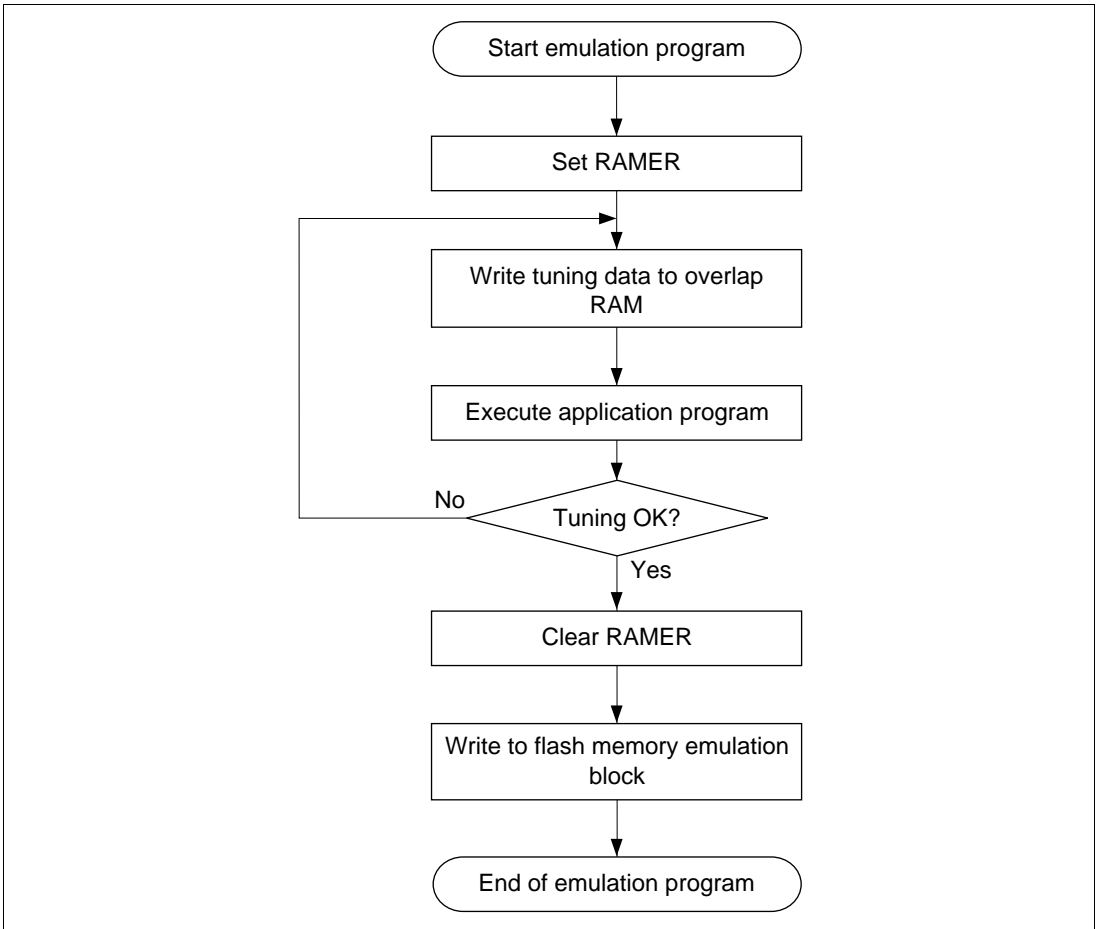 Start emulation program
Set RAMER
Write tuning data to overlap
RAM
Execute application program
No
Tuning OK?
Yes
Clear RAMER
Write to flash memory emulation
block
End of emulation program